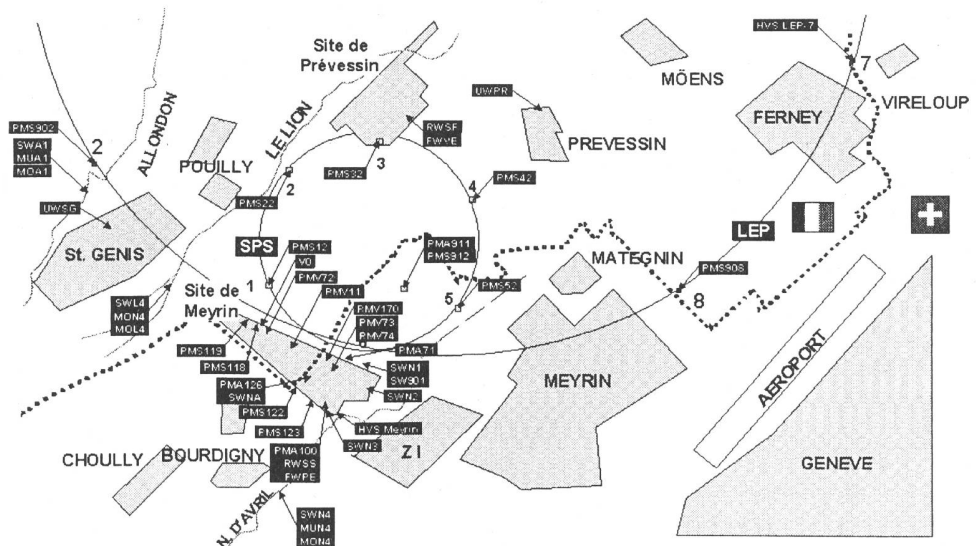 HVS LEP-7
7
Site de
Prévessin
MÖENS
VIRELOUP
FERNEY
UWPR
PREVESSIN
RWSF
FWYE
3
PMS32
PMS902
2
SWA1
MUA1
MOA1
ALLONDON
POUILLY
LE LION
2
PMS22
4
PMS42
UWSG
St. GENIS
SPS
LEP
PMS12
V0
PMV72
PMV11
PMA911
PMS912
PMS52
MATEGNIN
PMS908
8
1
5
Site de
Meyrin
SWL4
MON4
MOL4
RMV170
PMV73
PMV74
PMA71
PMS119
PMS118
PMA126
SWNA
PMS122
PMS123
SWN1
SW901
SWN2
HVS Meyrin
SWN3
MEYRIN
AEROPORT
GENEVE
ZI
CHOULLY
BOURDIGNY
PMA100
RWSS
FWPE
N. D'AVRIL
SWN4
MUN4
MON4